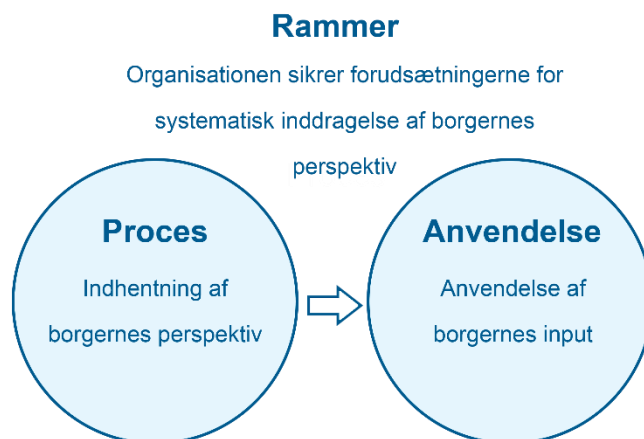 Rammer
Organisationen sikrer forudsætningerne for
systematisk inddragelse af borgernes
perspektiv
Proces
Indhentning af
borgernes perspektiv
Anvendelse
Anvendelse af
borgernes input